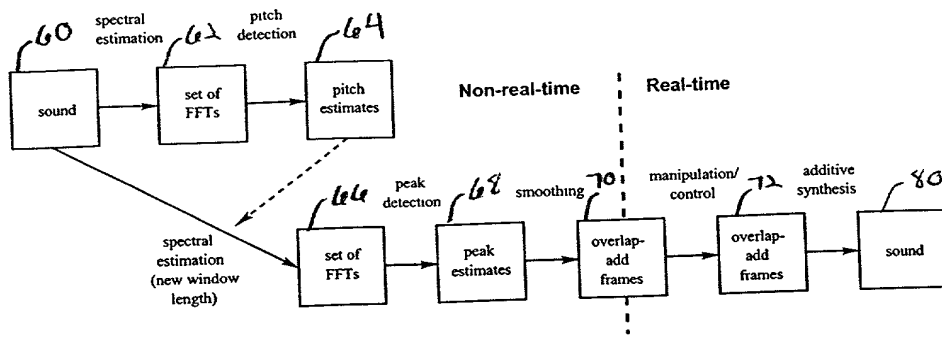 60
spectral
estimation
62
pitch
detection
64
sound
set of
FFTs
pitch
estimates
Non-real-time
Real-time
66
peak
detection
68
smoothing
70
manipulation/
control
72
additive
synthesis
80
spectral
estimation
(new window
length)
set of
FFTs
peak
estimates
overlap-
add
frames
overlap-
add
frames
sound